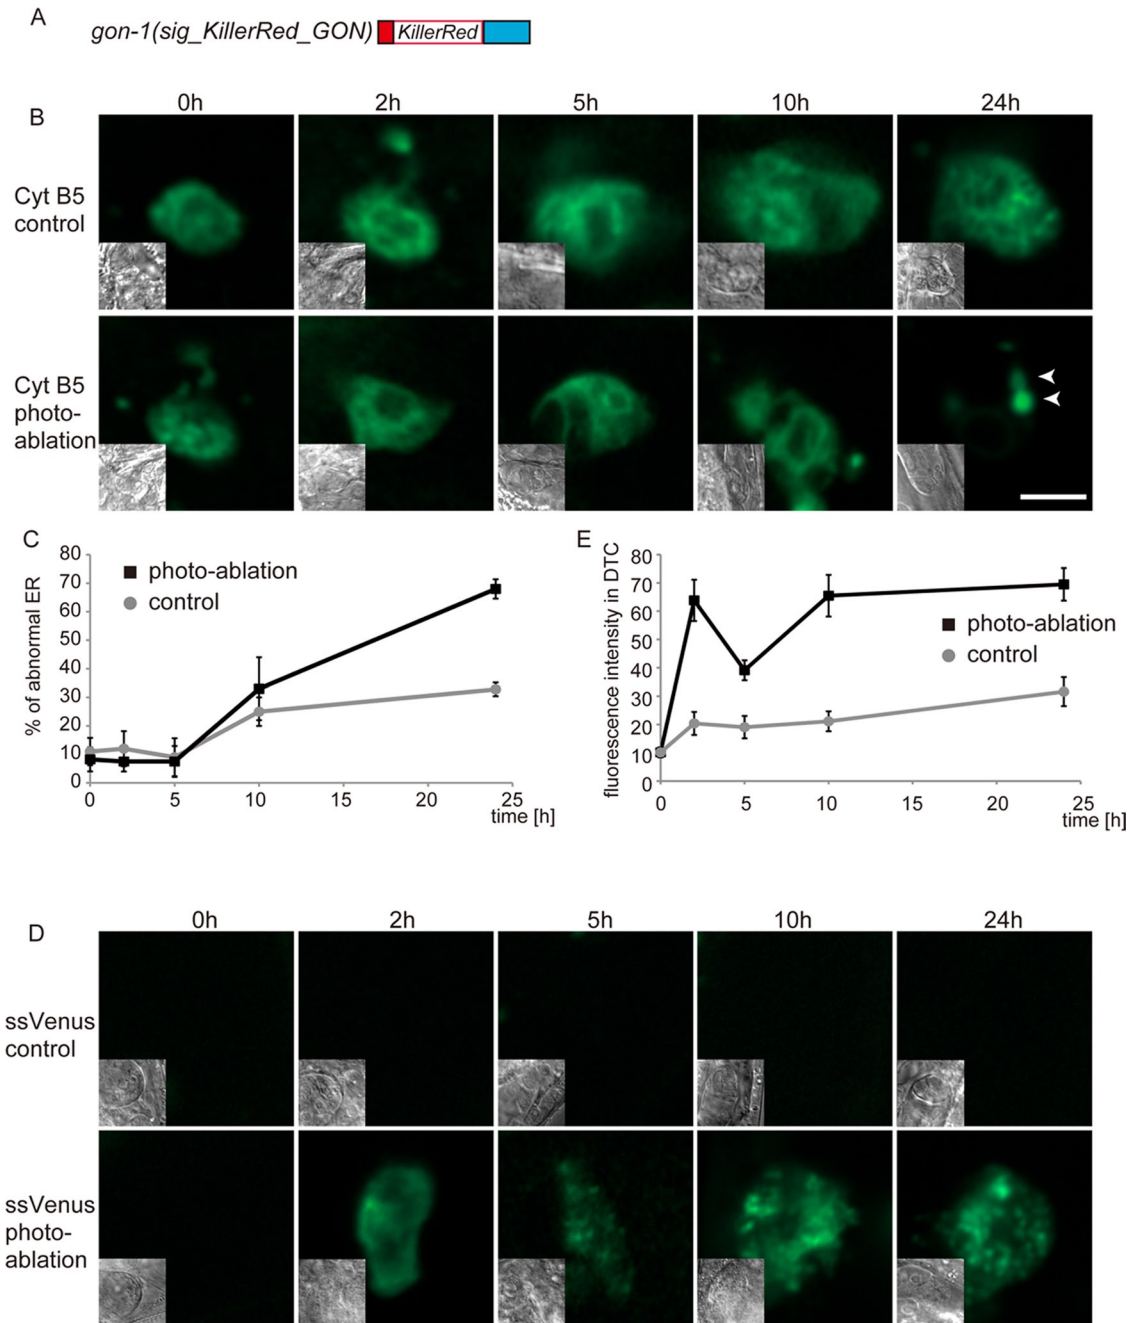 A
gon-1(sig_KillerRed_GON) KillerRed
B
0h 2h 5h 10h 24h
Cyt B5
control
Cyt B5
photo-
ablation
C
% of abnormal ER
80
70
60
50
40
30
20
10
0
photo-ablation
control
0 5 10 15 20 25
time [h]
E
fluorescence intensity in DTC
80
70
60
50
40
30
20
10
0
photo-ablation
control
0 5 10 15 20 25
time [h]
D
0h 2h 5h 10h 24h
ssVenus
control
ssVenus
photo-
ablation